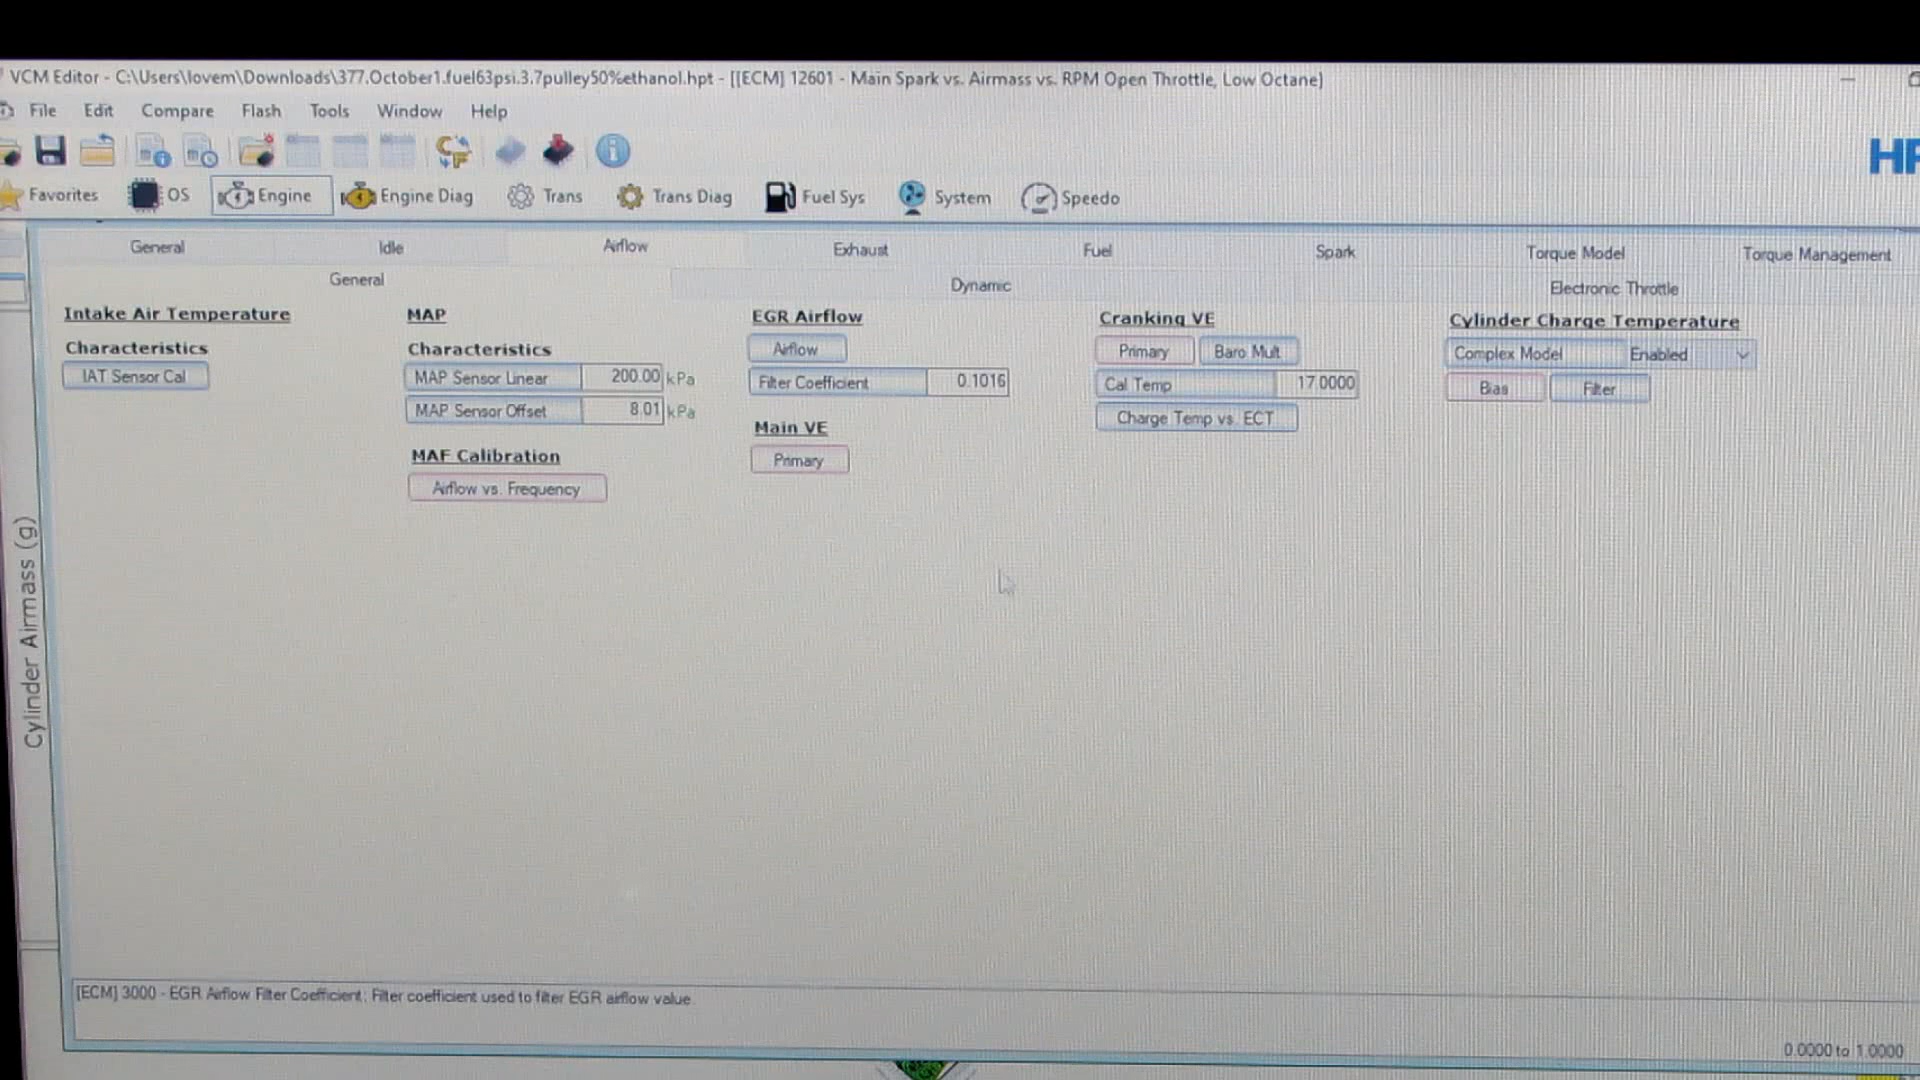 VCM Editor - C:\Users\lovem\Downloads\377.October1.fuel63psi.3.7pulley50%ethanol.hpt - [[ECM] 12601 - Main Spark vs. Airmass vs. RPM Open Throttle, Low Octane]
File Edit Compare Flash Tools Window Help
HP
Favorites OS Engine Engine Diag Trans Trans Diag Fuel Sys System Speedo
General Idle Airflow Exhaust Fuel Spark Torque Model Torque Management
General Dynamic Electronic Throttle
Intake Air Temperature MAP EGR Airflow Cranking VE Cylinder Charge Temperature
Characteristics Characteristics Airflow Primary Baro Mult Complex Model Enabled
IAT Sensor Cal MAP Sensor Linear 200.00 kPa Filter Coefficient 0.1016 Cal Temp 17.0000 Bias Filter
MAP Sensor Offset 8.01 kPa Main VE Charge Temp vs. ECT
MAF Calibration Primary
Airflow vs. Frequency
Cylinder Airmass (g)
[ECM] 3000 - EGR Airflow Filter Coefficient: Filter coefficient used to filter EGR airflow value.
0.0000 to 1.0000